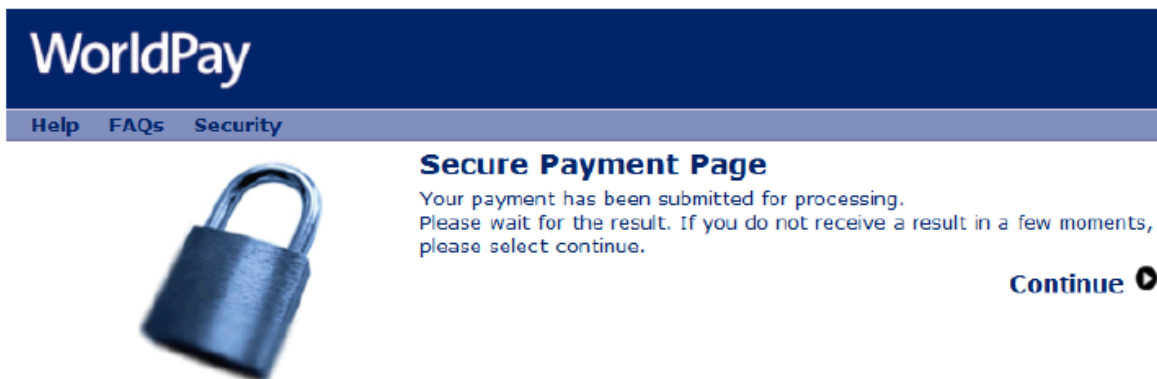 WorldPay
Help FAQs Security
Secure Payment Page
Your payment has been submitted for processing.
Please wait for the result. If you do not receive a result in a few moments,
please select continue.
Continue